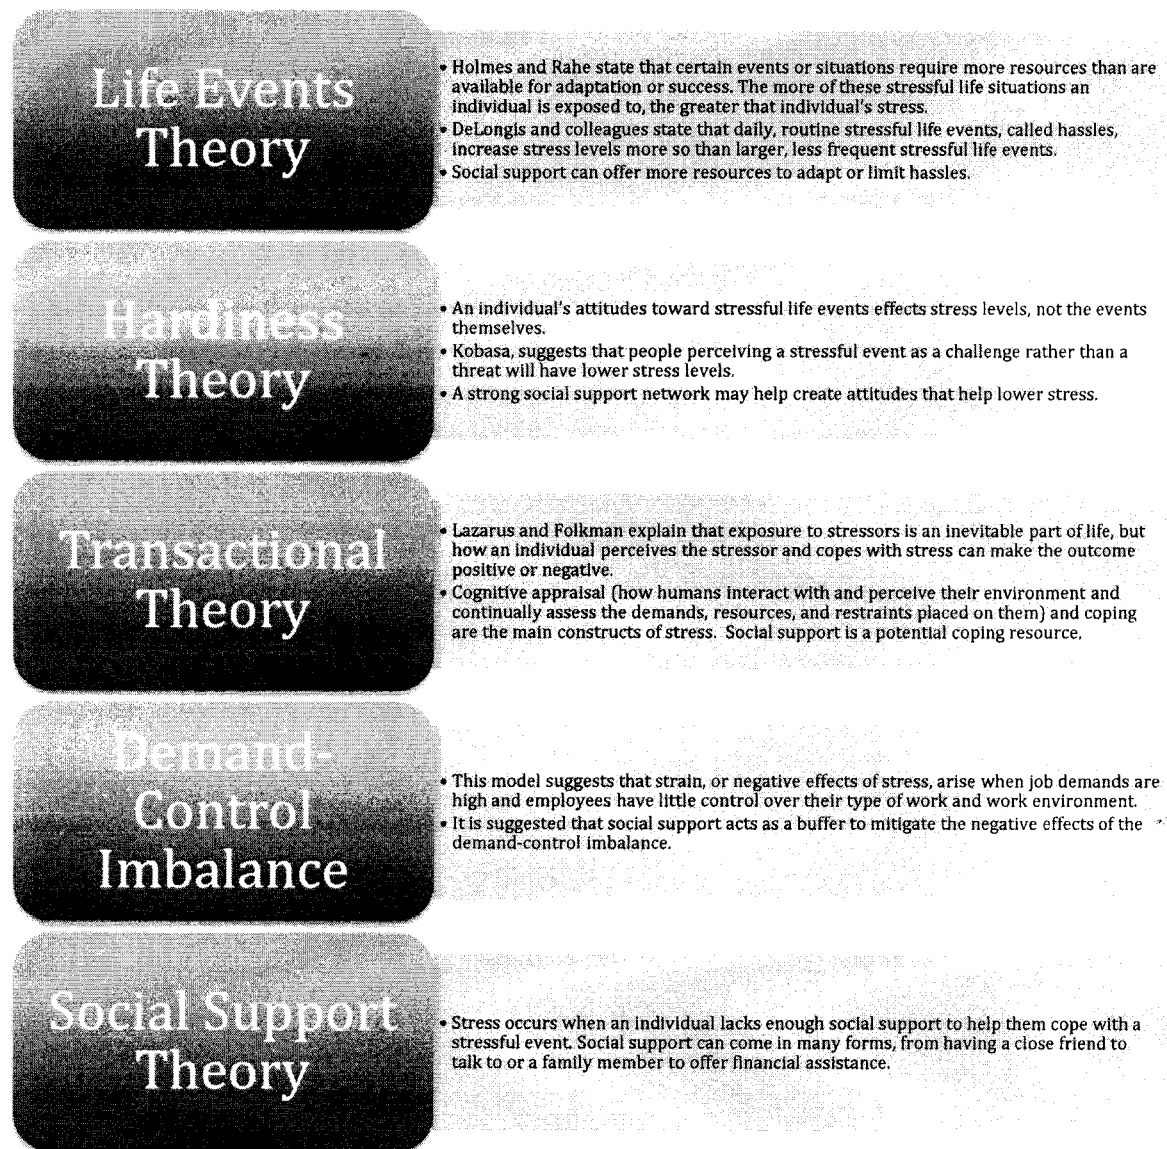 Life Events
Theory
• Holmes and Rahe state that certain events or situations require more resources than are
available for adaptation or success. The more of these stressful life situations an
individual is exposed to, the greater that individual's stress.
• DeLongis and colleagues state that daily, routine stressful life events, called hassles,
increase stress levels more so than larger, less frequent stressful life events.
• Social support can offer more resources to adapt or limit hassles.
Hardiness
Theory
• An individual's attitudes toward stressful life events effects stress levels, not the events
themselves.
• Kobasa, suggests that people perceiving a stressful event as a challenge rather than a
threat will have lower stress levels.
• A strong social support network may help create attitudes that help lower stress.
Transactional
Theory
• Lazarus and Folkman explain that exposure to stressors is an inevitable part of life, but
how an individual perceives the stressor and copes with stress can make the outcome
positive or negative.
• Cognitive appraisal (how humans interact with and perceive their environment and
continually assess the demands, resources, and restraints placed on them) and coping
are the main constructs of stress. Social support is a potential coping resource.
Demand-
Control
Imbalance
• This model suggests that strain, or negative effects of stress, arise when job demands are
high and employees have little control over their type of work and work environment.
• It is suggested that social support acts as a buffer to mitigate the negative effects of the
demand-control imbalance.
Social Support
Theory
• Stress occurs when an individual lacks enough social support to help them cope with a
stressful event. Social support can come in many forms, from having a close friend to
talk to or a family member to offer financial assistance.